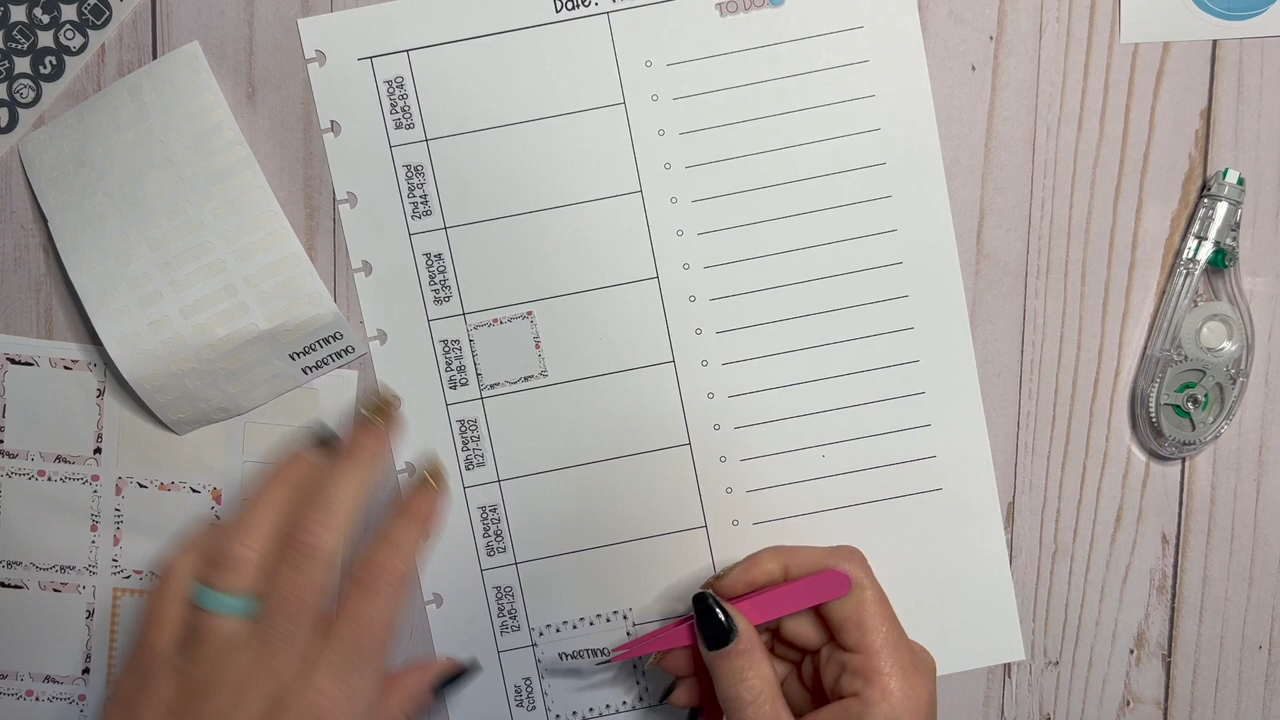 Date:
TO DO:
1st Period
8:05-8:40
2nd Period
8:44-9:35
3rd Period
9:39-10:14
4th Period
10:18-11:23
5th Period
11:27-12:02
6th Period
12:06-12:41
7th Period
12:45-1:20
After
School
MEETING
MEETING
MEETING
Boo!
Boo!